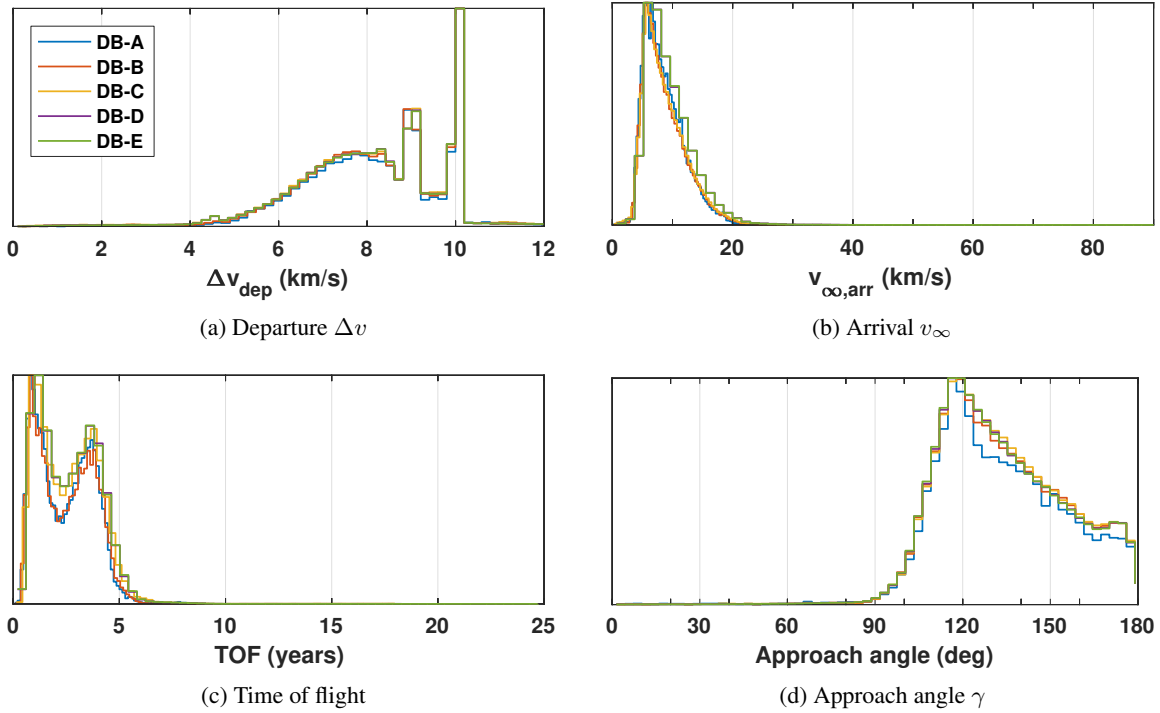 DB-A
DB-B
DB-C
DB-D
DB-E
0 2 4 6 8 10 12
Δv_dep (km/s)
(a) Departure Δv
0 20 40 60 80
v_∞,arr (km/s)
(b) Arrival v_∞
0 5 10 15 20 25
TOF (years)
(c) Time of flight
0 30 60 90 120 150 180
Approach angle (deg)
(d) Approach angle γ